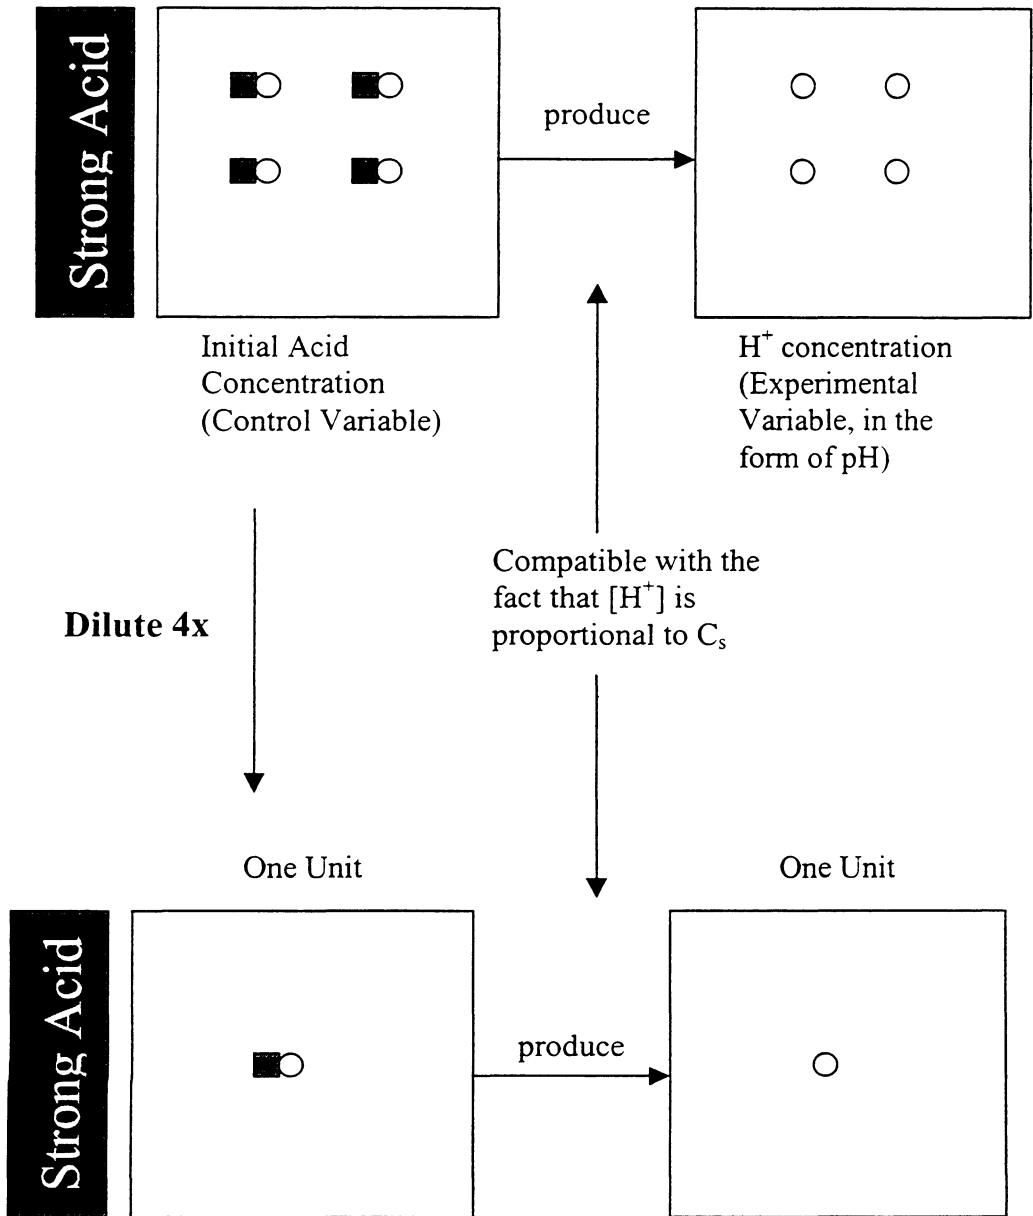 Strong Acid
produce
Initial Acid
Concentration
(Control Variable)
H⁺ concentration
(Experimental
Variable, in the
form of pH)
Dilute 4x
Compatible with the
fact that [H⁺] is
proportional to Cₛ
One Unit
One Unit
Strong Acid
produce